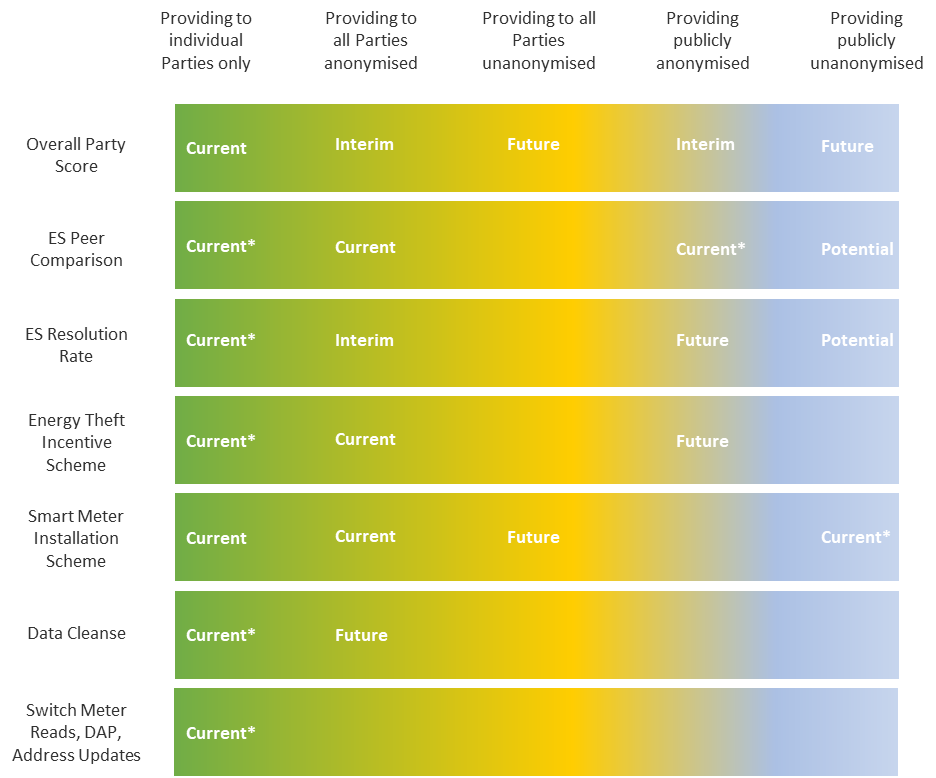 Providing to
individual
Parties only
Providing to
all Parties
anonymised
Providing to all
Parties
unanonymised
Providing
publicly
anonymised
Providing
publicly
unanonymised
Overall Party
Score
Current
Interim
Future
Interim
Future
ES Peer
Comparison
Current*
Current
Current*
Potential
ES Resolution
Rate
Current*
Interim
Future
Potential
Energy Theft
Incentive
Scheme
Current*
Current
Future
Smart Meter
Installation
Scheme
Current
Current
Future
Current*
Data Cleanse
Current*
Future
Switch Meter
Reads, DAP,
Address Updates
Current*